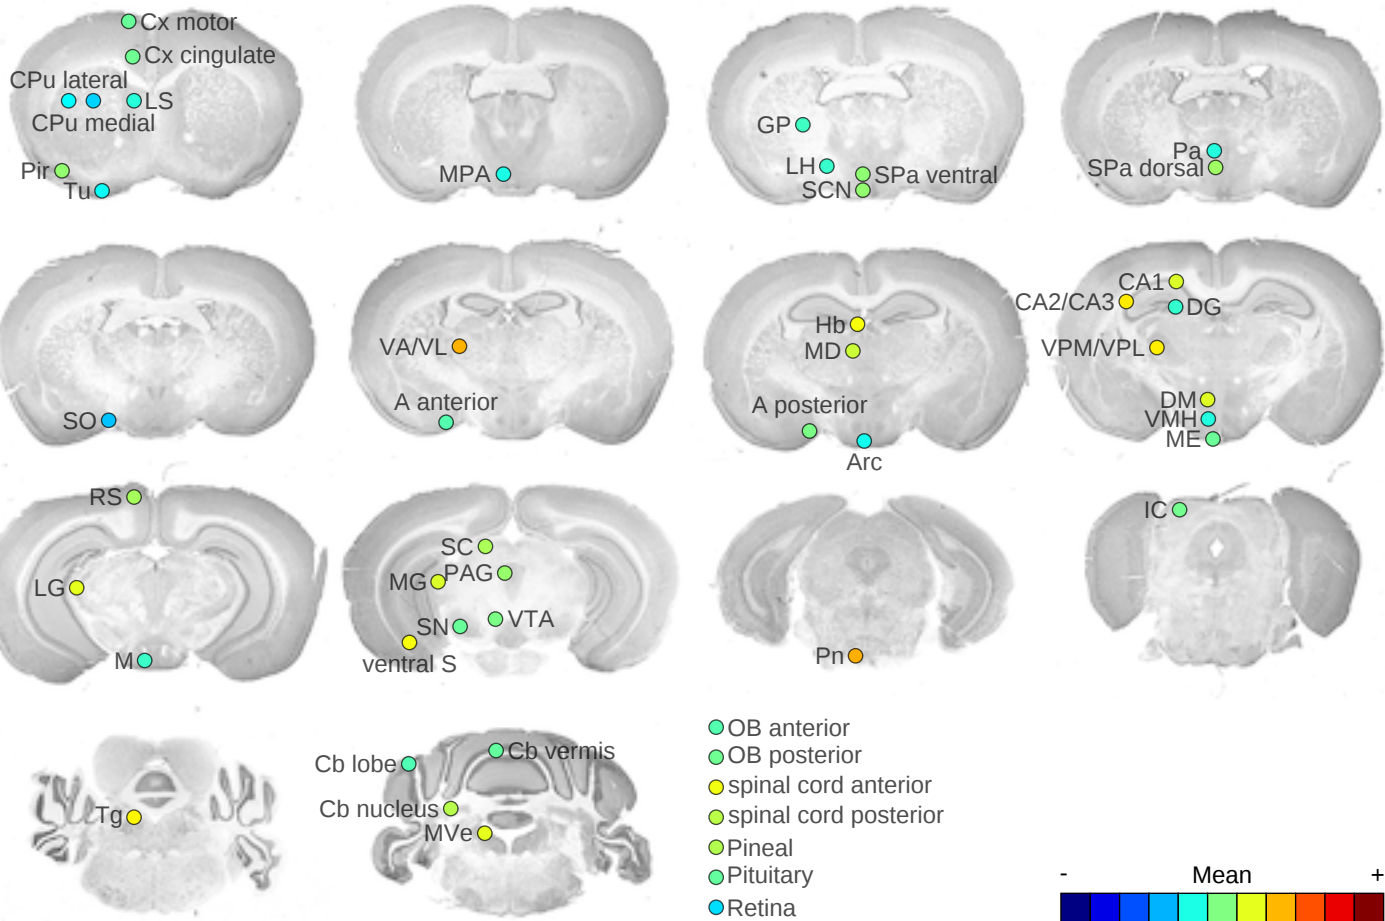 Cx motor
Cx cingulate
CPu lateral
LS
CPu medial
Pir
Tu
MPA
GP
LH
SPa ventral
SCN
Pa
SPa dorsal
SO
VA/VL
A anterior
Hb
MD
A posterior
Arc
CA1
CA2/CA3
DG
VPM/VPL
DM
VMH
ME
RS
LG
M
SC
PAG
MG
SN
VTA
ventral S
Pn
IC
Tg
Cb lobe
Cb vermis
Cb nucleus
MVe
OB anterior
OB posterior
spinal cord anterior
spinal cord posterior
Pineal
Pituitary
Retina
- Mean +